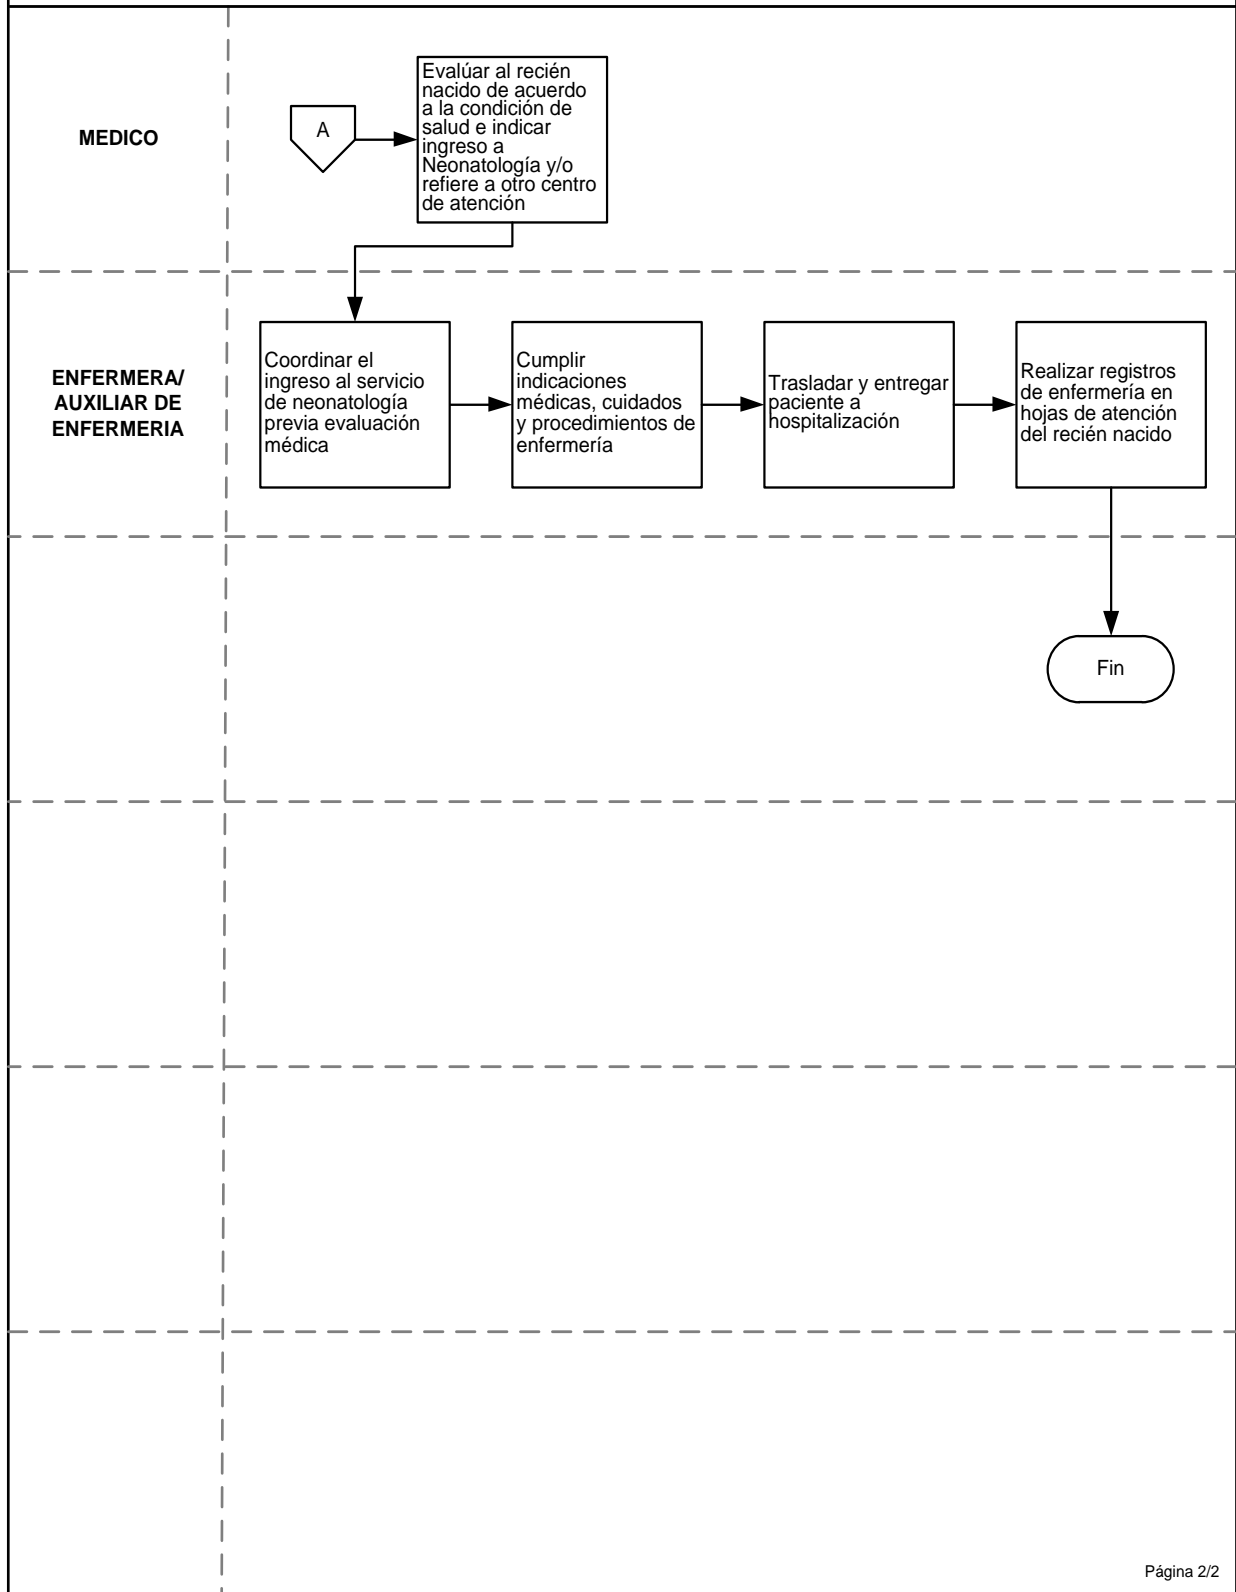 MEDICO
A
Evalúar al recién
nacido de acuerdo
a la condición de
salud e indicar
ingreso a
Neonatología y/o
refiere a otro centro
de atención
ENFERMERA/
AUXILIAR DE
ENFERMERIA
Coordinar el
ingreso al servicio
de neonatología
previa evaluación
médica
Cumplir
indicaciones
médicas, cuidados
y procedimientos de
enfermería
Trasladar y entregar
paciente a
hospitalización
Realizar registros
de enfermería en
hojas de atención
del recién nacido
Fin
Página 2/2